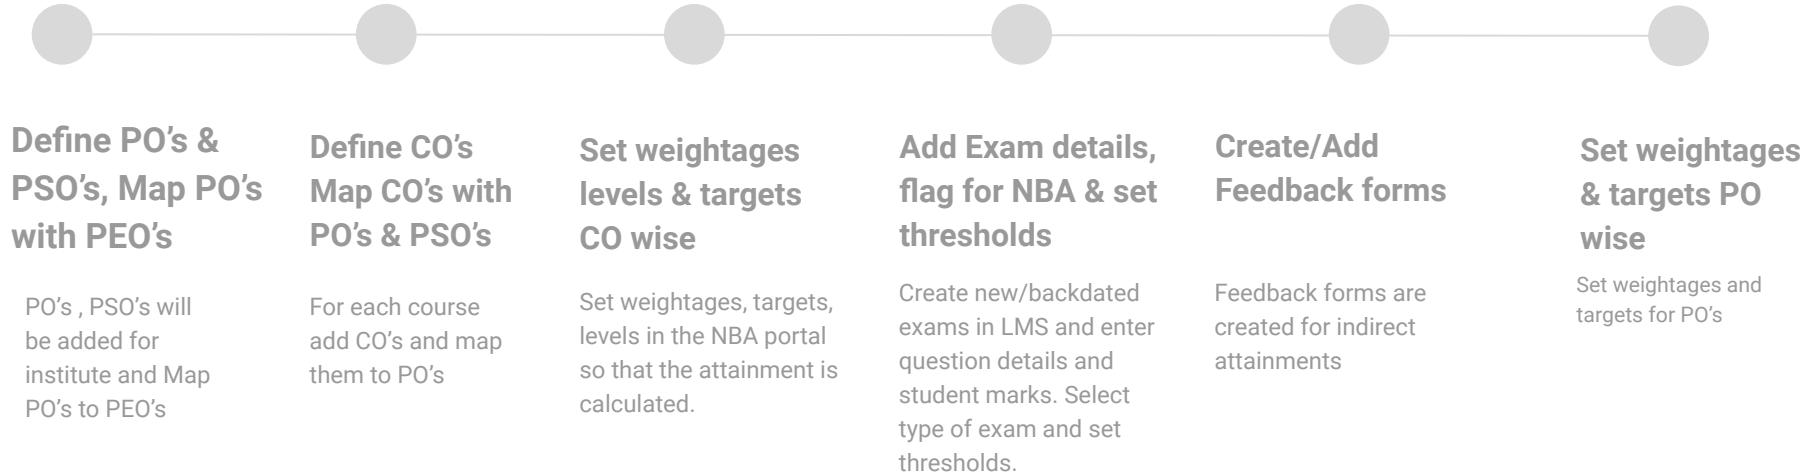 Define PO’s &
PSO’s, Map PO’s
with PEO’s
PO’s , PSO’s will
be added for
institute and Map
PO’s to PEO’s
Define CO’s
Map CO’s with
PO’s & PSO’s
For each course
add CO’s and map
them to PO’s
Set weightages
levels & targets
CO wise
Set weightages, targets,
levels in the NBA portal
so that the attainment is
calculated.
Add Exam details,
flag for NBA & set
thresholds
Create new/backdated
exams in LMS and enter
question details and
student marks. Select
type of exam and set
thresholds.
Create/Add
Feedback forms
Feedback forms are
created for indirect
attainments
Set weightages
& targets PO
wise
Set weightages and
targets for PO’s